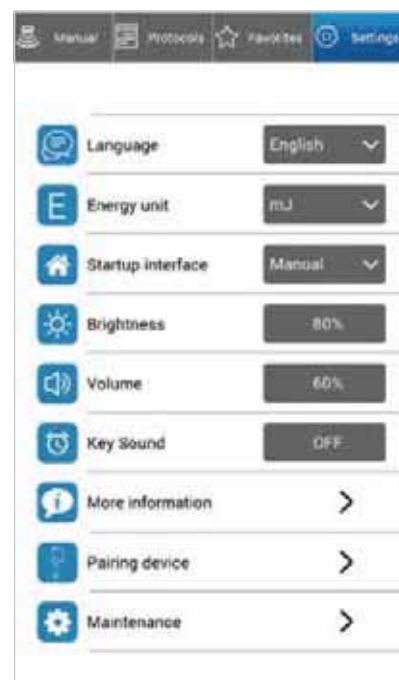 Manual Protocols Favorites Settings
Language English
E Energy unit mJ
Startup interface Manual
Brightness 80%
Volume 60%
Key Sound OFF
i More information
Pairing device
Maintenance